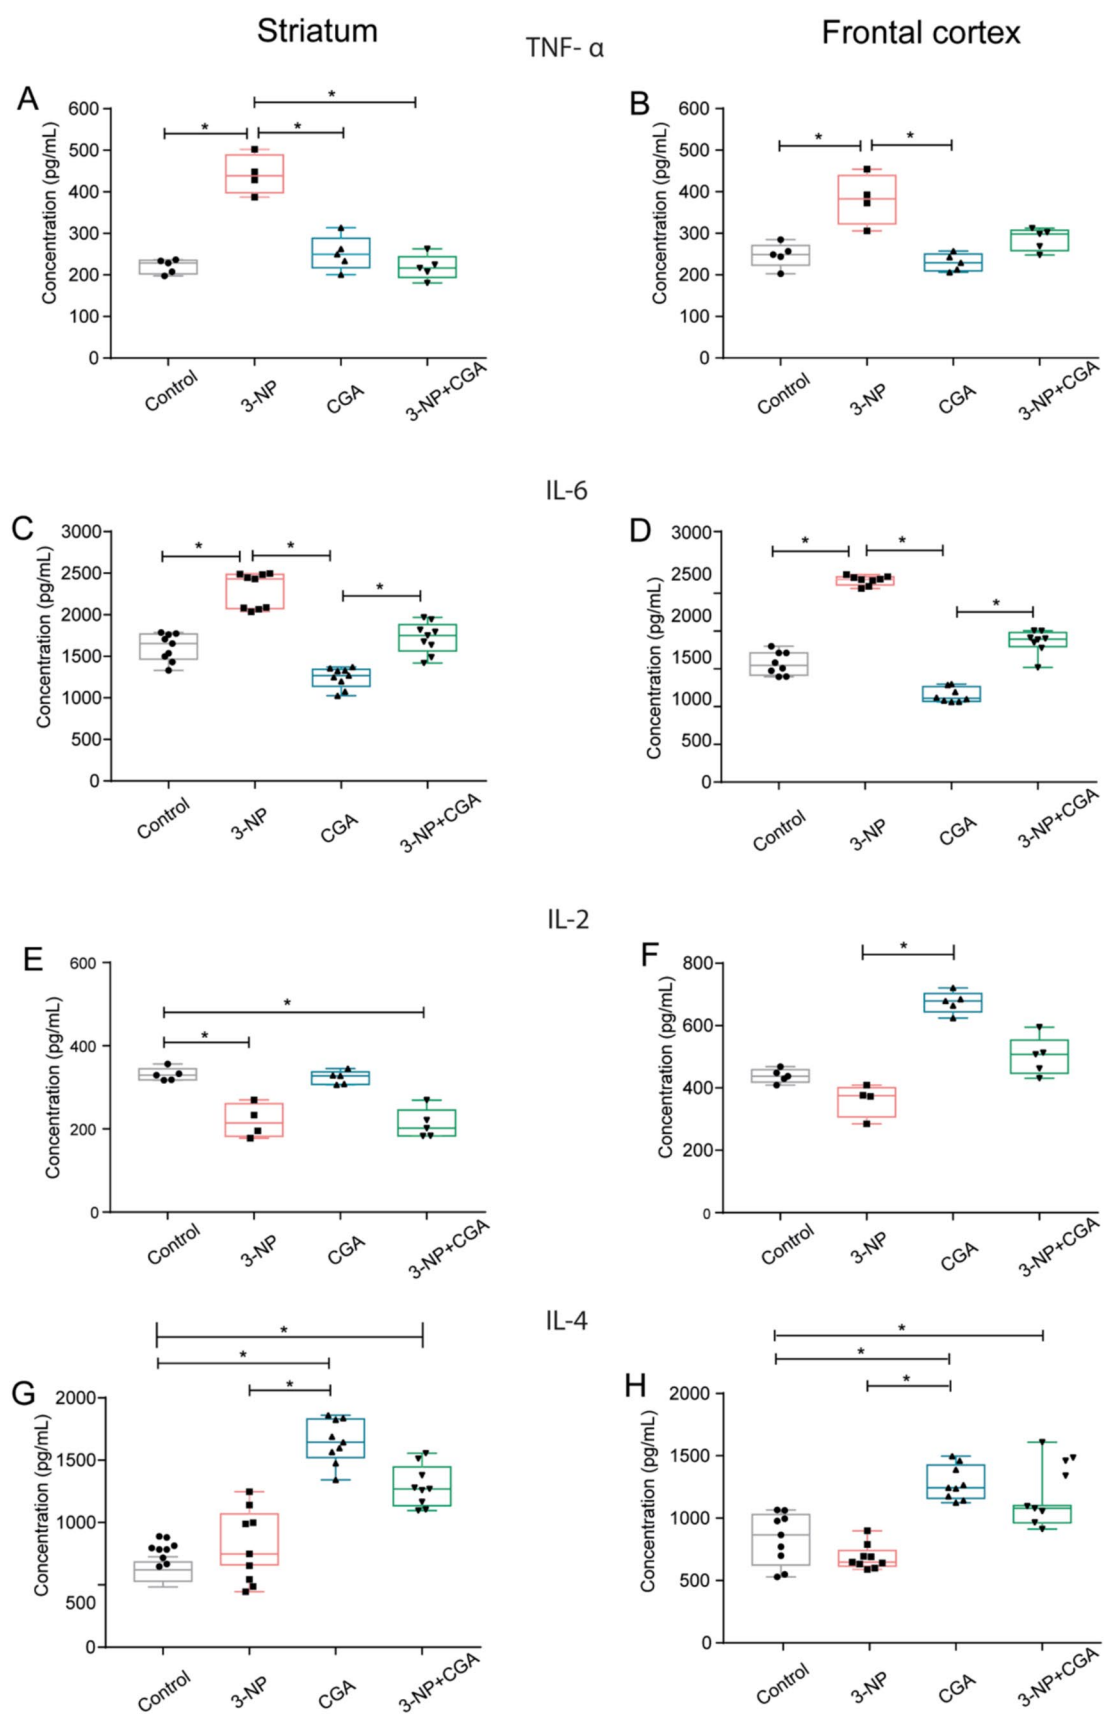 Striatum
Frontal cortex
TNF- α
A
Concentration (pg/mL)
600
500
400
300
200
100
0
*
*
*
Control
3-NP
CGA
3-NP+CGA
B
Concentration (pg/mL)
600
500
400
300
200
100
0
*
*
Control
3-NP
CGA
3-NP+CGA
IL-6
C
Concentration (pg/mL)
3000
2500
2000
1500
1000
500
0
*
*
*
Control
3-NP
CGA
3-NP+CGA
D
Concentration (pg/mL)
3000
2500
2000
1500
1000
500
0
*
*
*
Control
3-NP
CGA
3-NP+CGA
IL-2
E
Concentration (pg/mL)
600
400
200
0
*
*
Control
3-NP
CGA
3-NP+CGA
F
Concentration (pg/mL)
800
600
400
200
0
*
Control
3-NP
CGA
3-NP+CGA
IL-4
G
Concentration (pg/mL)
2000
1500
1000
500
0
*
*
*
Control
3-NP
CGA
3-NP+CGA
H
Concentration (pg/mL)
2000
1500
1000
500
0
*
*
*
Control
3-NP
CGA
3-NP+CGA